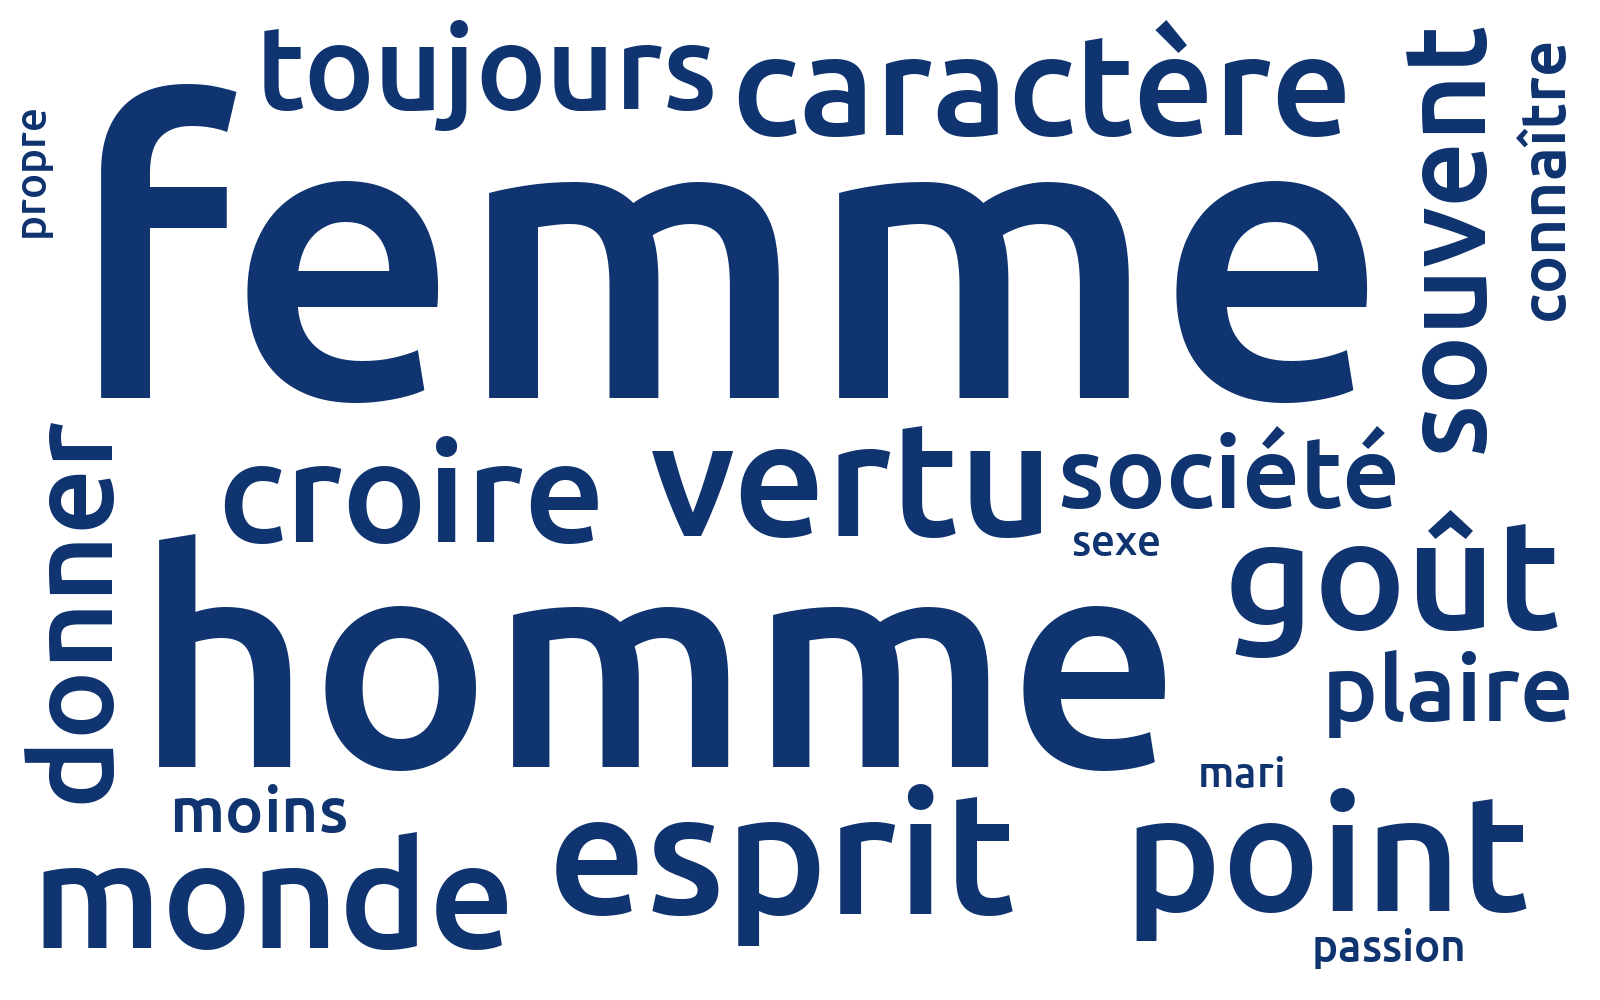 toujours
caractère
souvent
connaître
propre
femme
donner
croire
vertu
société
sexe
goût
homme
plaire
mari
moins
esprit
point
monde
passion